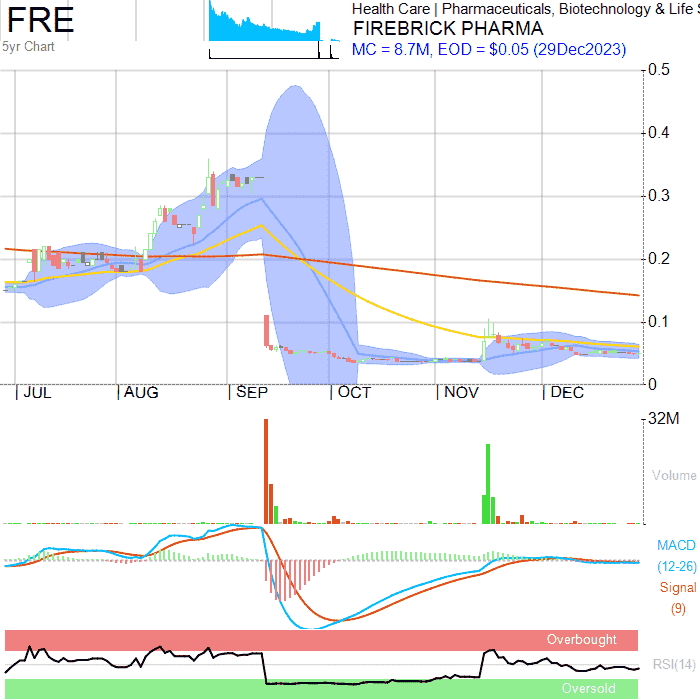 FRE
5yr Chart
Health Care | Pharmaceuticals, Biotechnology & Life S
FIREBRICK PHARMA
MC = 8.7M, EOD = $0.05 (29Dec2023)
0.5
0.4
0.3
0.2
0.1
0
JUL AUG SEP OCT NOV DEC
32M
Volume
MACD
(12-26)
Signal
(9)
Overbought
RSI(14)
Oversold